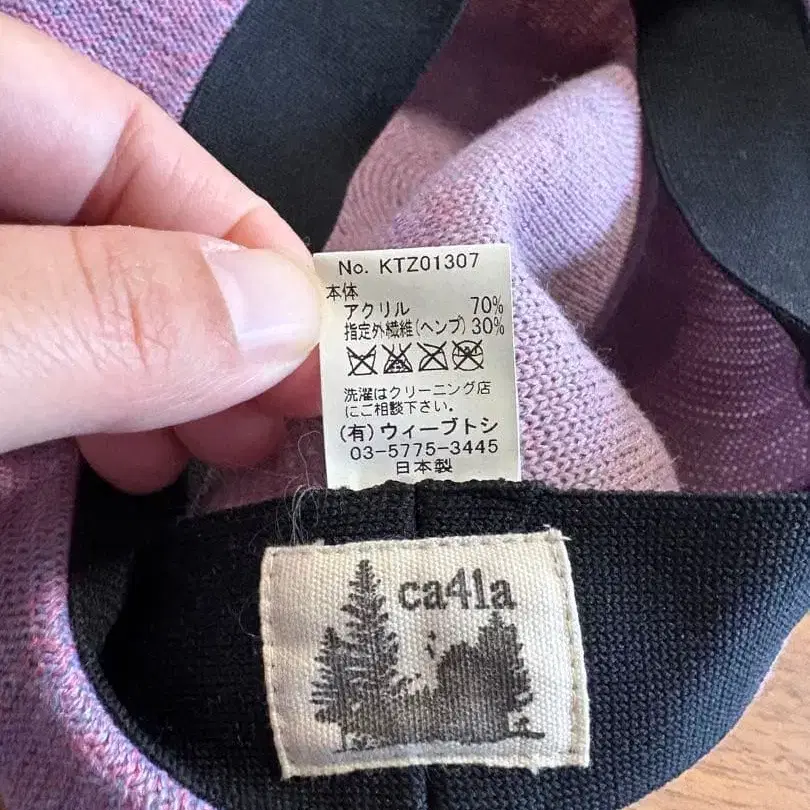 No. KTZ01307
本体
アクリル 70%
指定外繊維(ヘンプ) 30%
洗濯はクリーニング店
にご相談下さい。
(有)ウィーブトシ
03-5775-3445
日本製
ca4la